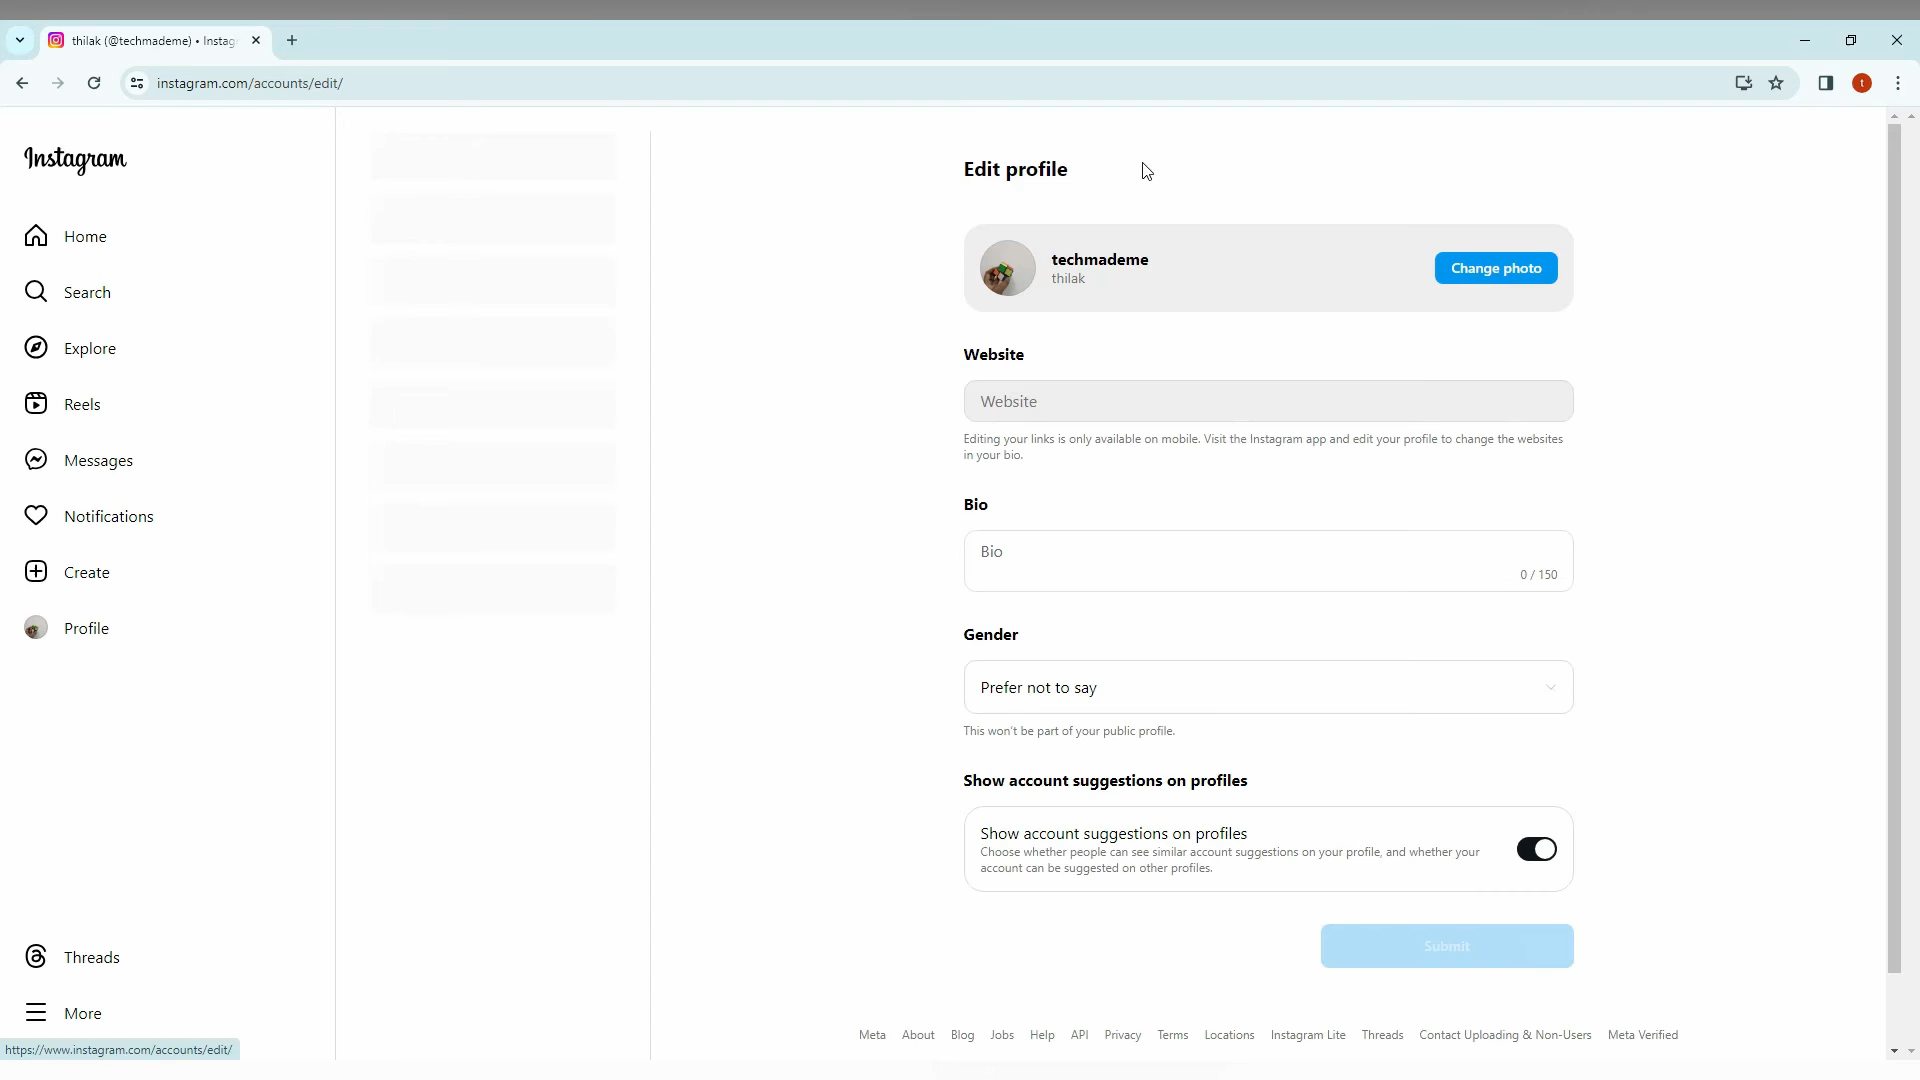 thilak (@techmademe) • Instag
instagram.com/accounts/edit/
t
Instagram
Home
Search
Explore
Reels
Messages
Notifications
Create
Profile
Threads
More
https://www.instagram.com/accounts/edit/
Edit profile
techmademe
thilak
Change photo
Website
Website
Editing your links is only available on mobile. Visit the Instagram app and edit your profile to change the websites
in your bio.
Bio
Bio
0 / 150
Gender
Prefer not to say
This won't be part of your public profile.
Show account suggestions on profiles
Show account suggestions on profiles
Choose whether people can see similar account suggestions on your profile, and whether your
account can be suggested on other profiles.
Submit
Meta About Blog Jobs Help API Privacy Terms Locations Instagram Lite Threads Contact Uploading & Non-Users Meta Verified